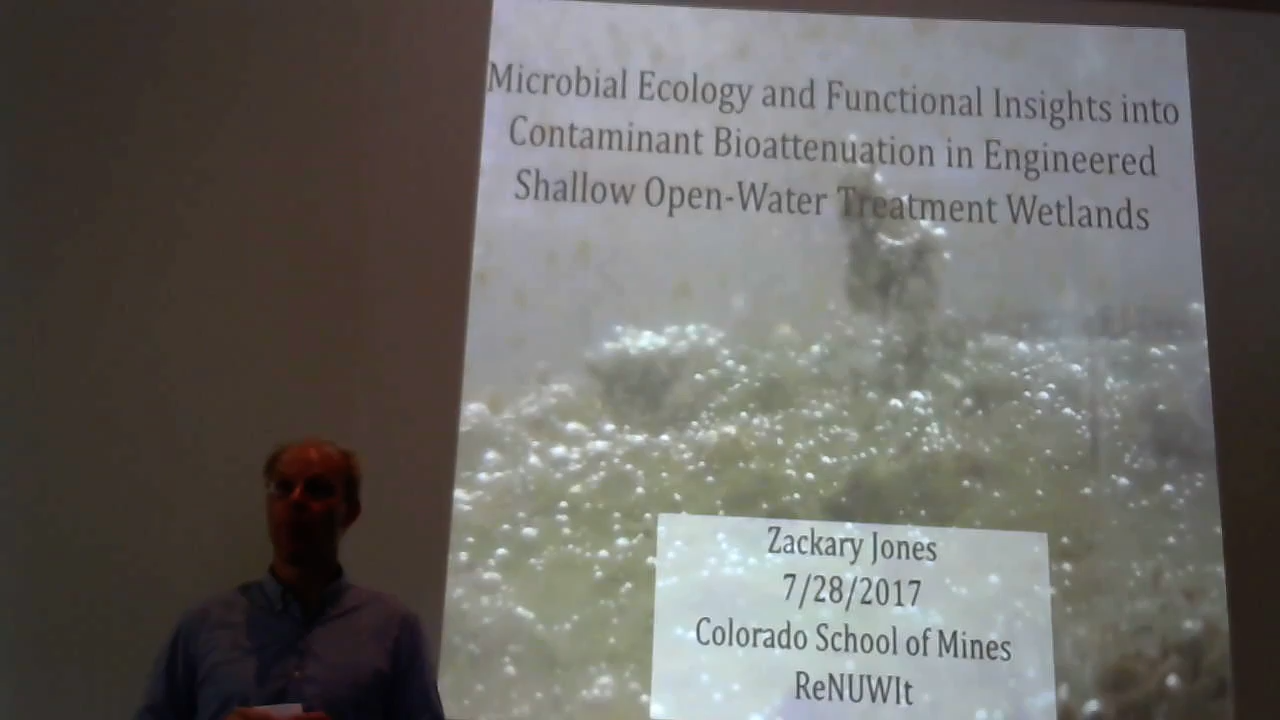 Microbial Ecology and Functional Insights into
Contaminant Bioattenuation in Engineered
Shallow Open-Water Treatment Wetlands
Zackary Jones
7/28/2017
Colorado School of Mines
ReNUWIt